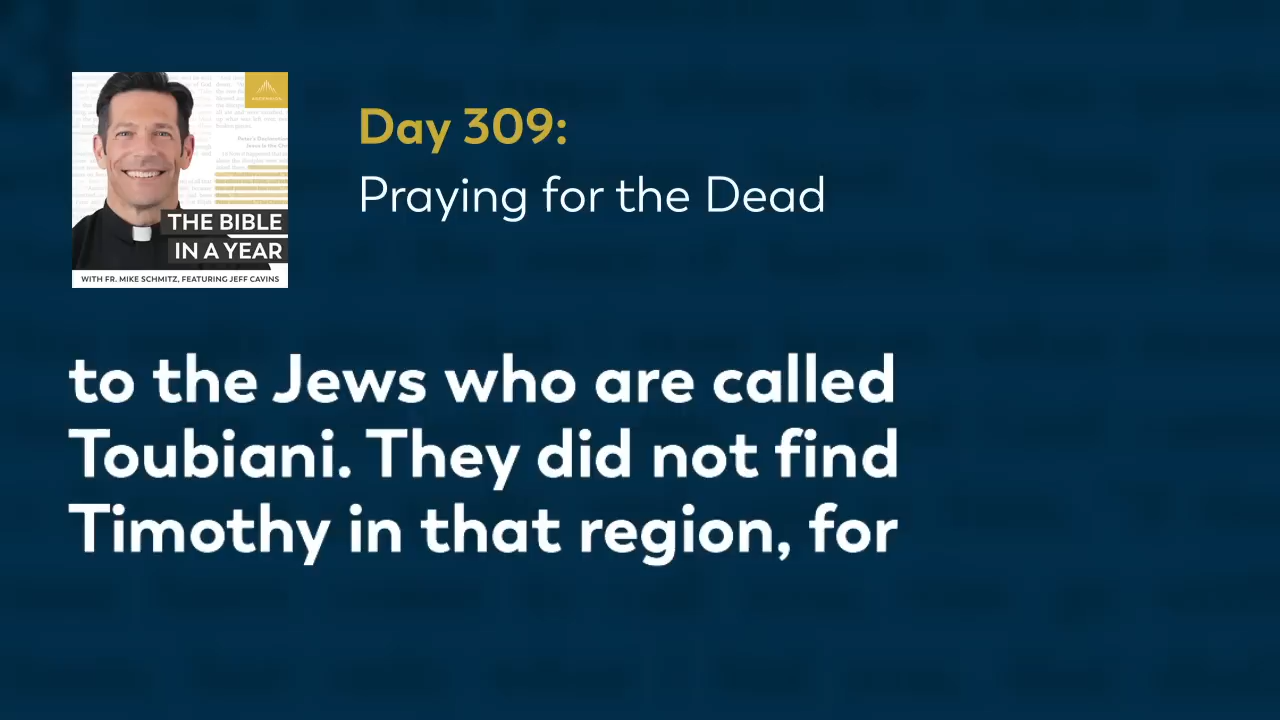 Day 309:
Praying for the Dead
THE BIBLE
IN A YEAR
WITH FR. MIKE SCHMITZ, FEATURING JEFF CAVINS
to the Jews who are called
Toubiani. They did not find
Timothy in that region, for